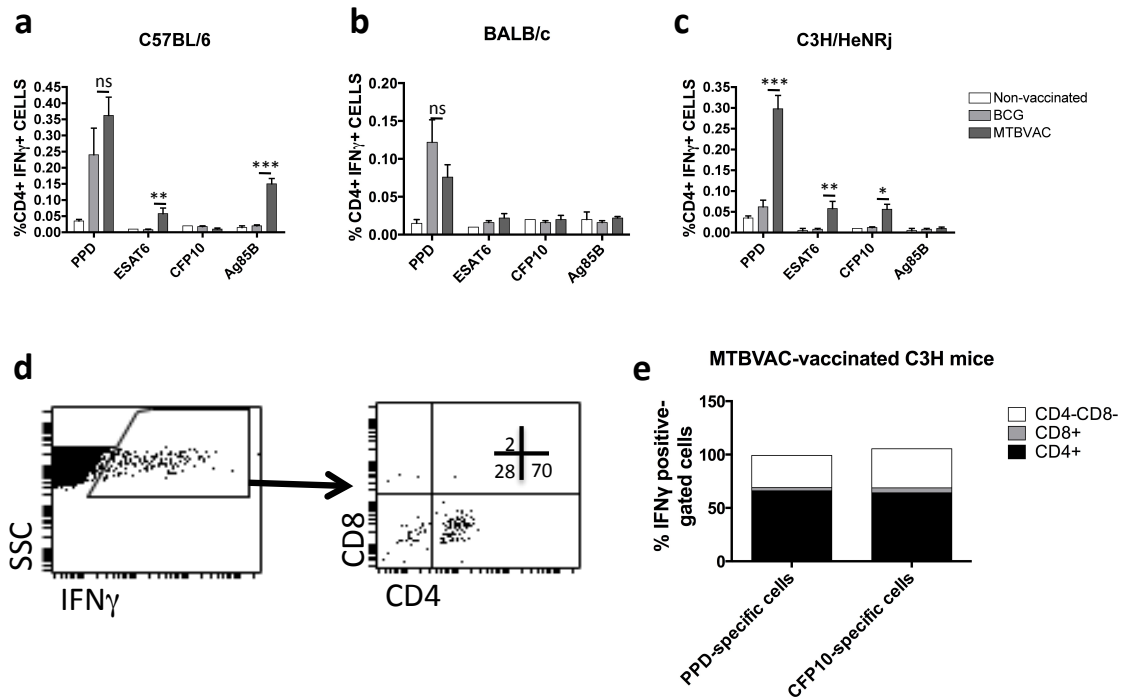 a
C57BL/6
%CD4+ IFNγ+ CELLS
0.45
0.40
0.35
0.30
0.25
0.20
0.15
0.10
0.05
0.00
ns
**
***
PPD
ESAT6
CFP10
Ag85B
b
BALB/c
% CD4+ IFNγ+ CELLS
0.20
0.15
0.10
0.05
0.00
ns
PPD
ESAT6
CFP10
Ag85B
c
C3H/HeNRj
%CD4+ IFNγ+ CELLS
0.35
0.30
0.25
0.20
0.15
0.10
0.05
0.00
***
**
*
PPD
ESAT6
CFP10
Ag85B
Non-vaccinated
BCG
MTBVAC
d
SSC
IFNγ
CD8
CD4
2
28 70
e
MTBVAC-vaccinated C3H mice
% IFNγ positive-
gated cells
150
100
50
0
PPD-specific cells
CFP10-specific cells
CD4-CD8-
CD8+
CD4+